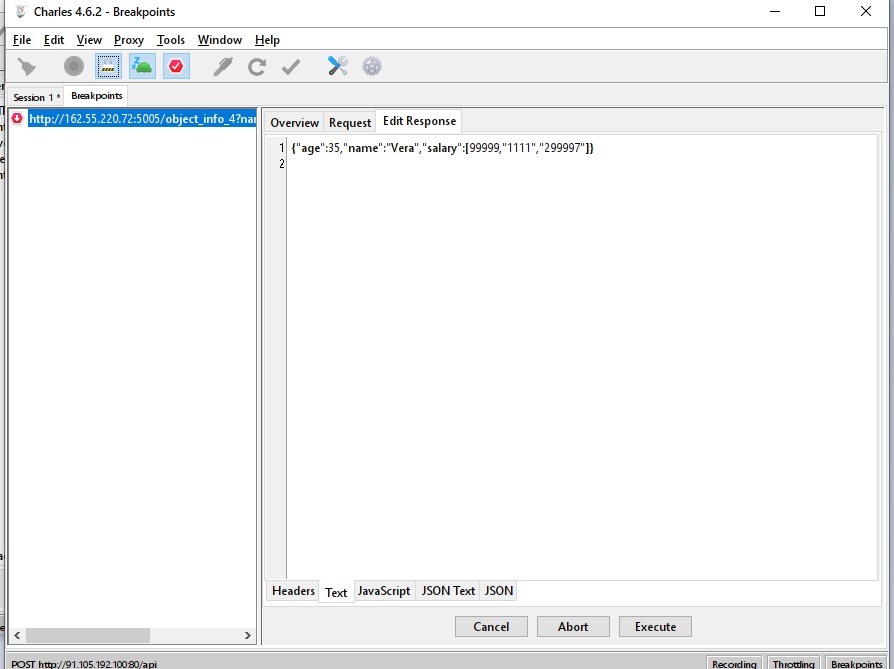 Charles 4.6.2 - Breakpoints
File Edit View Proxy Tools Window Help
Session 1 * Breakpoints
http://162.55.220.72:5005/object_info_4?nar
Overview Request Edit Response
1 {"age":35,"name":"Vera","salary":[99999,"1111","299997"]}
2
Headers Text JavaScript JSON Text JSON
Cancel Abort Execute
POST http://91.105.192.100:80/api Recording Throttling Breakpoints